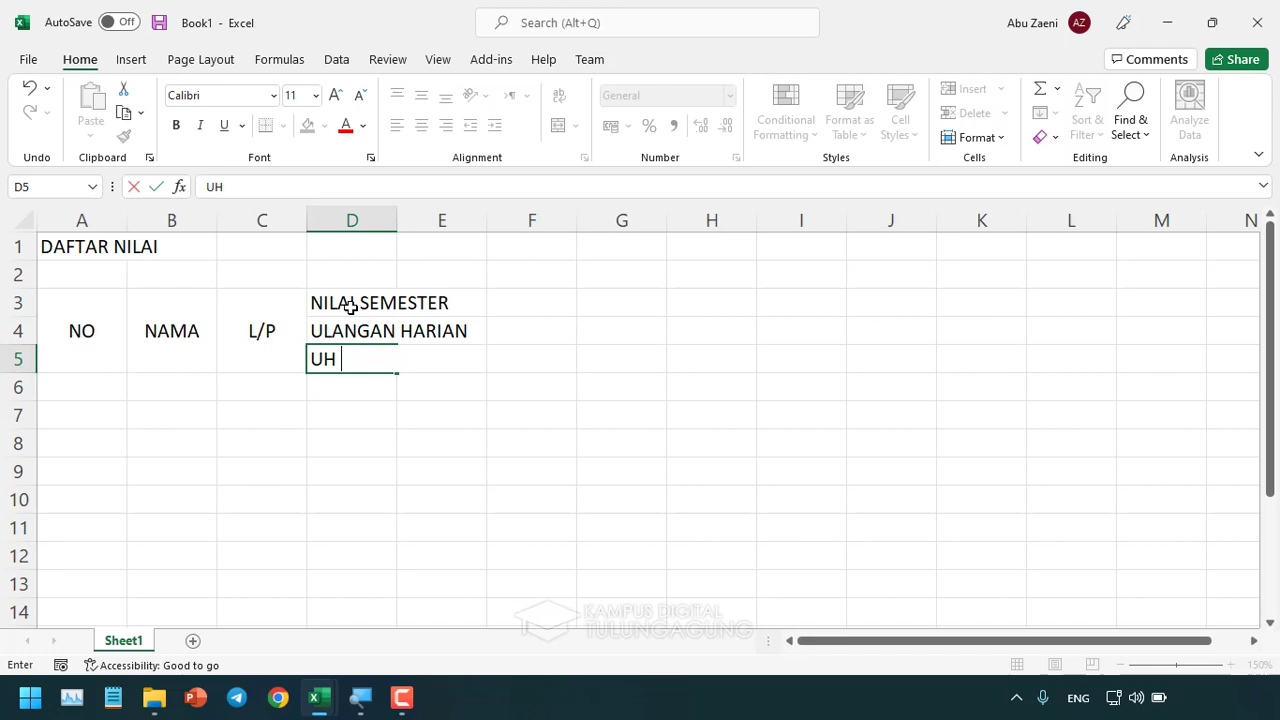 AutoSave Off Book1 - Excel Search (Alt+Q) Abu Zaeni AZ
File Home Insert Page Layout Formulas Data Review View Add-ins Help Team Comments Share
Calibri 11 General
Paste B I U A Conditional Formatting Format as Table Cell Styles Insert Delete Format Sort & Filter Find & Select Analyze Data
Undo Clipboard Font Alignment Number Styles Cells Editing Analysis
D5 fx UH
A B C D E F G H I J K L M N
1 DAFTAR NILAI
2
3 NILAI SEMESTER
4 NO NAMA L/P ULANGAN HARIAN
5 UH
6
7
8
9
10
11
12
13
14
KAMPUS DIGITAL
TULUNGAGUNG
Sheet1
Enter Accessibility: Good to go 150%
ENG